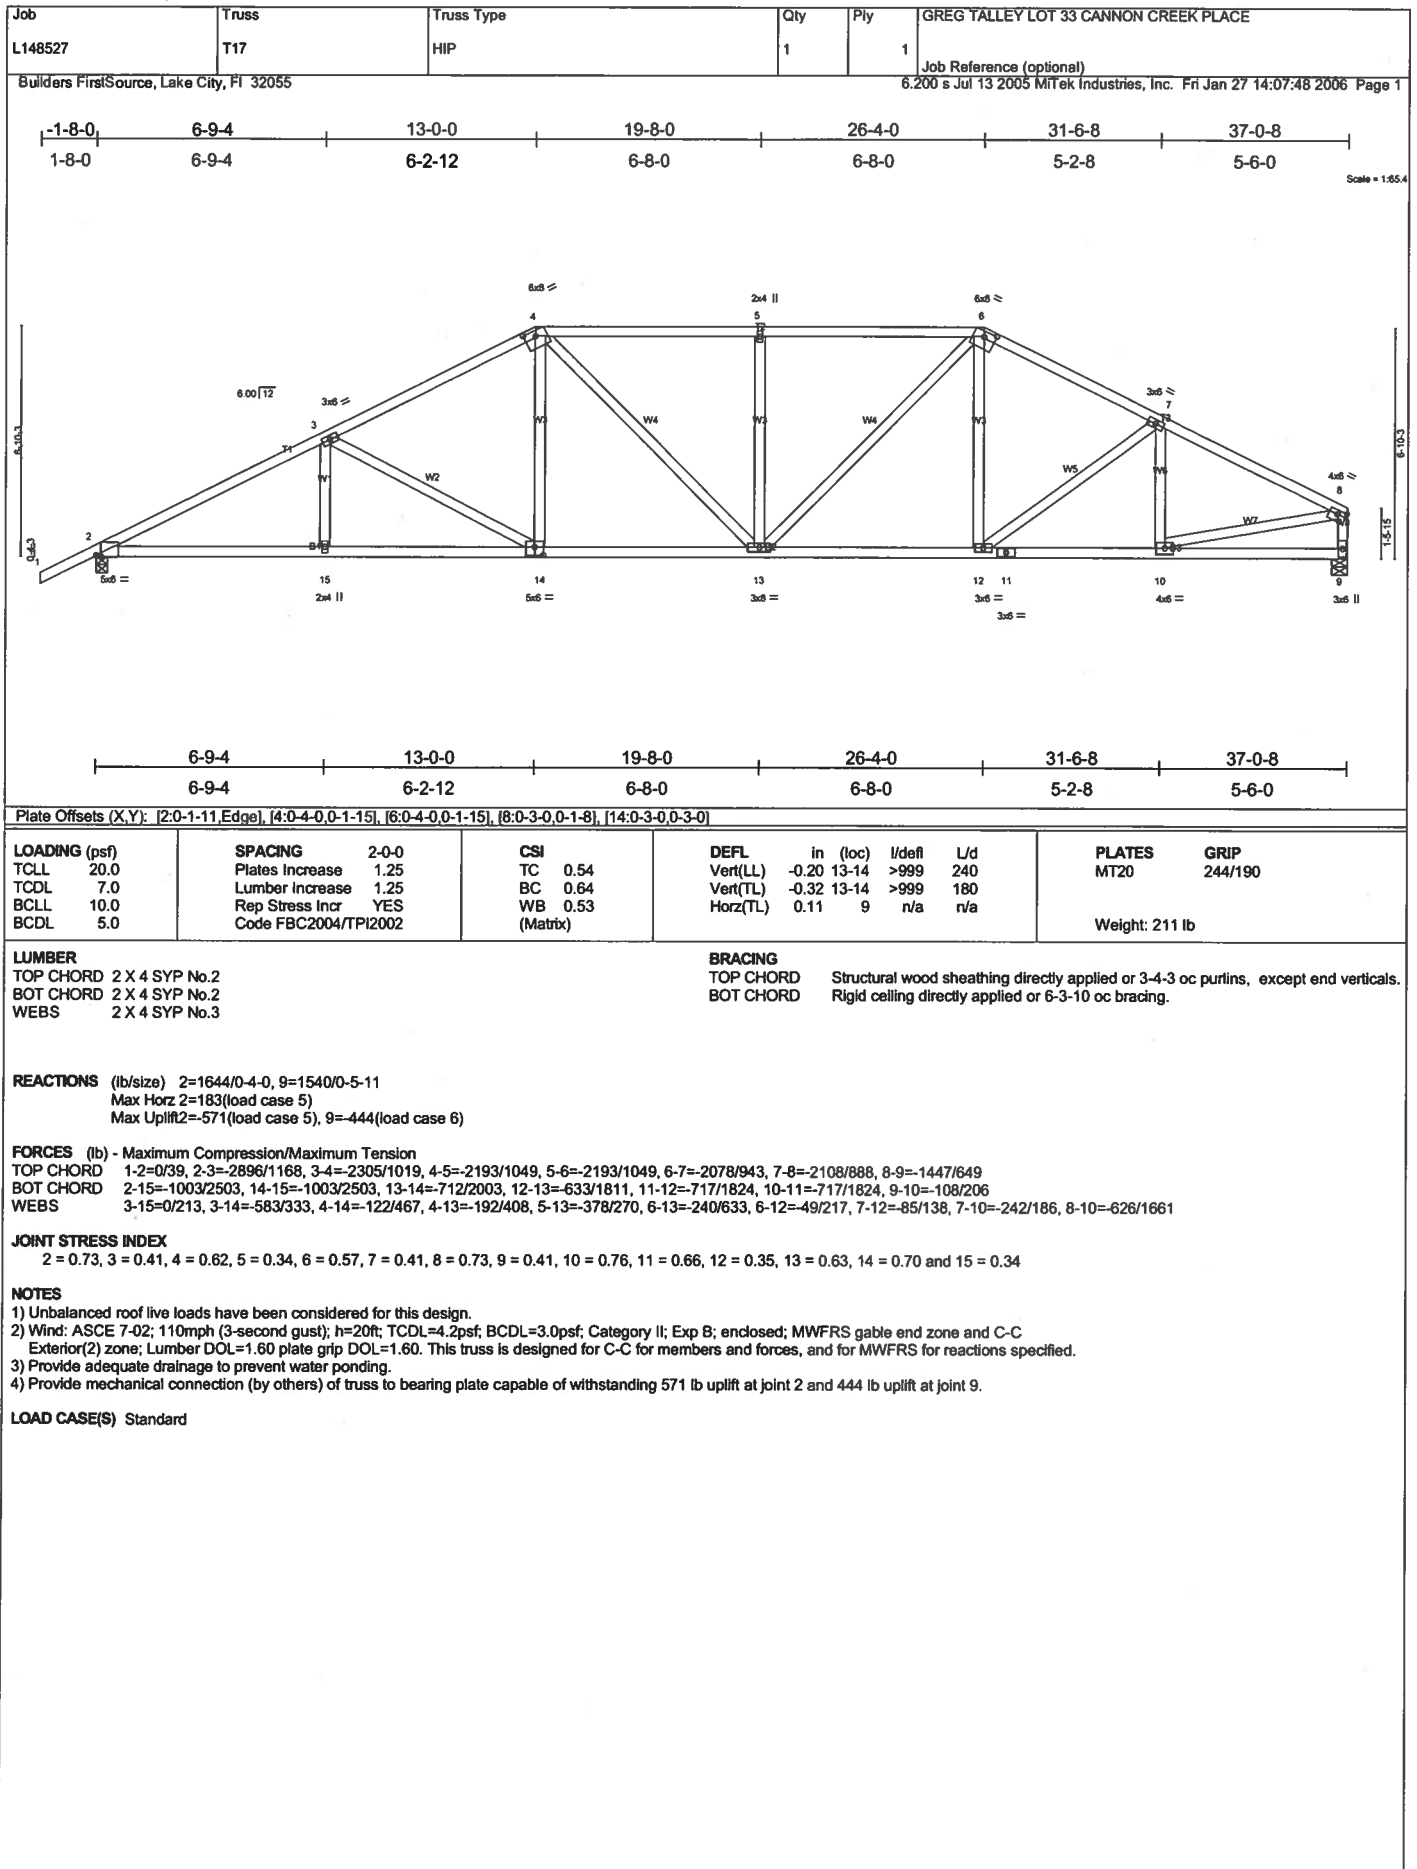 Job Truss Truss Type Qty Ply GREG TALLEY LOT 33 CANNON CREEK PLACE
L148527 T17 HIP 1 1
Job Reference (optional)
Builders FirstSource, Lake City, Fl 32055 6.200 s Jul 13 2005 MiTek Industries, Inc. Fri Jan 27 14:07:48 2006 Page 1
-1-8-0 6-9-4 13-0-0 19-8-0 26-4-0 31-6-8 37-0-8
1-8-0 6-9-4 6-2-12 6-8-0 6-8-0 5-2-8 5-6-0
Scale = 1:65.4
6x8 = 2x4 II 6x8 =
4 5 6
6.00 12 3x6 = 3x6 =
3 7
T1 T3
W3 W4 W3 W4 W3
6-10-3 6-10-3
W1 W2 W5 W6 4x6 =
8
W7
1-5-15
0-4-3
2
1
5x6 = 15 14 13 12 11 10 9
2x4 II 5x6 = 3x8 = 3x6 = 4x6 = 3x6 II
3x6 =
6-9-4 13-0-0 19-8-0 26-4-0 31-6-8 37-0-8
6-9-4 6-2-12 6-8-0 6-8-0 5-2-8 5-6-0
Plate Offsets (X,Y): [2:0-1-11,Edge], [4:0-4-0,0-1-15], [6:0-4-0,0-1-15], [8:0-3-0,0-1-8], [14:0-3-0,0-3-0]
LOADING (psf) SPACING 2-0-0 CSI DEFL in (loc) l/defl L/d PLATES GRIP
TCLL 20.0 Plates Increase 1.25 TC 0.54 Vert(LL) -0.20 13-14 >999 240 MT20 244/190
TCDL 7.0 Lumber Increase 1.25 BC 0.64 Vert(TL) -0.32 13-14 >999 180
BCLL 10.0 Rep Stress Incr YES WB 0.53 Horz(TL) 0.11 9 n/a n/a
BCDL 5.0 Code FBC2004/TPI2002 (Matrix) Weight: 211 lb
LUMBER BRACING
TOP CHORD 2 X 4 SYP No.2 TOP CHORD Structural wood sheathing directly applied or 3-4-3 oc purlins, except end verticals.
BOT CHORD 2 X 4 SYP No.2 BOT CHORD Rigid ceiling directly applied or 6-3-10 oc bracing.
WEBS 2 X 4 SYP No.3
REACTIONS (lb/size) 2=1644/0-4-0, 9=1540/0-5-11
Max Horz 2=183(load case 5)
Max Uplift2=-571(load case 5), 9=-444(load case 6)
FORCES (lb) - Maximum Compression/Maximum Tension
TOP CHORD 1-2=0/39, 2-3=-2896/1168, 3-4=-2305/1019, 4-5=-2193/1049, 5-6=-2193/1049, 6-7=-2078/943, 7-8=-2108/888, 8-9=-1447/649
BOT CHORD 2-15=-1003/2503, 14-15=-1003/2503, 13-14=-712/2003, 12-13=-633/1811, 11-12=-717/1824, 10-11=-717/1824, 9-10=-108/206
WEBS 3-15=0/213, 3-14=-583/333, 4-14=-122/467, 4-13=-192/408, 5-13=-378/270, 6-13=-240/633, 6-12=-49/217, 7-12=-85/138, 7-10=-242/186, 8-10=-626/1661
JOINT STRESS INDEX
2 = 0.73, 3 = 0.41, 4 = 0.62, 5 = 0.34, 6 = 0.57, 7 = 0.41, 8 = 0.73, 9 = 0.41, 10 = 0.76, 11 = 0.66, 12 = 0.35, 13 = 0.63, 14 = 0.70 and 15 = 0.34
NOTES
1) Unbalanced roof live loads have been considered for this design.
2) Wind: ASCE 7-02; 110mph (3-second gust); h=20ft; TCDL=4.2psf; BCDL=3.0psf; Category II; Exp B; enclosed; MWFRS gable end zone and C-C
Exterior(2) zone; Lumber DOL=1.60 plate grip DOL=1.60. This truss is designed for C-C for members and forces, and for MWFRS for reactions specified.
3) Provide adequate drainage to prevent water ponding.
4) Provide mechanical connection (by others) of truss to bearing plate capable of withstanding 571 lb uplift at joint 2 and 444 lb uplift at joint 9.
LOAD CASE(S) Standard